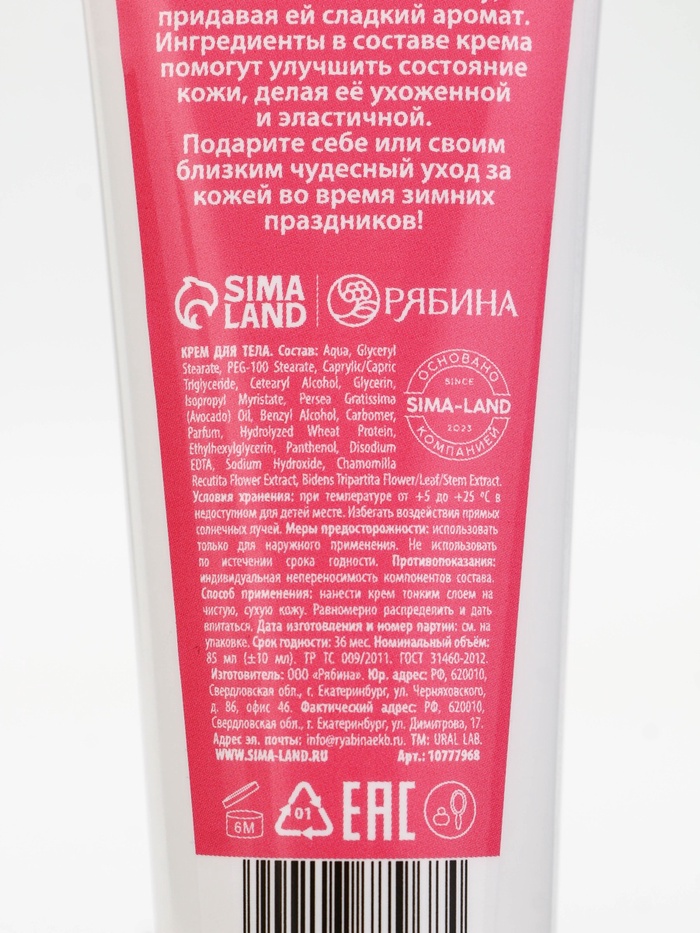 придавая ей сладкий аромат.
Ингредиенты в составе крема
помогут улучшить состояние
кожи, делая её ухоженной
и эластичной.
Подарите себе или своим
близким чудесный уход за
кожей во время зимних
праздников!
SIMA
LAND
РЯБИНА
КРЕМ ДЛЯ ТЕЛА. Состав: Aqua, Glyceryl
Stearate, PEG-100 Stearate, Caprylic/Capric
Triglyceride, Cetearyl Alcohol, Glycerin,
Isopropyl Myristate, Persea Gratissima
(Avocado) Oil, Benzyl Alcohol, Carbomer,
Parfum, Hydrolyzed Wheat Protein,
Ethylhexylglycerin, Panthenol, Disodium
EDTA, Sodium Hydroxide, Chamomilla
Recutita Flower Extract, Bidens Tripartita Flower/Leaf/Stem Extract.
ОСНОВАНО
SINCE
SIMA-LAND
2023
КОМПАНИЕЙ
Условия хранения: при температуре от +5 до +25 °С в
недоступном для детей месте. Избегать воздействия прямых
солнечных лучей. Меры предосторожности: использовать
только для наружного применения. Не использовать
по истечении срока годности. Противопоказания:
индивидуальная непереносимость компонентов состава.
Способ применения: нанести крем тонким слоем на
чистую, сухую кожу. Равномерно распределить и дать
впитаться. Дата изготовления и номер партии: см. на
упаковке. Срок годности: 36 мес. Номинальный объём:
85 мл (±10 мл). ТР ТС 009/2011. ГОСТ 31460-2012.
Изготовитель: ООО «Рябина». Юр. адрес: РФ, 620010,
Свердловская обл., г. Екатеринбург, ул. Черняховского,
д. 86, офис 46. Фактический адрес: РФ, 620010,
Свердловская обл., г. Екатеринбург, ул. Димитрова, 17.
Адрес эл. почты: info@ryabinaekb.ru. TM: URAL LAB.
WWW.SIMA-LAND.RU Арт.: 10777968
6M
01
EAC